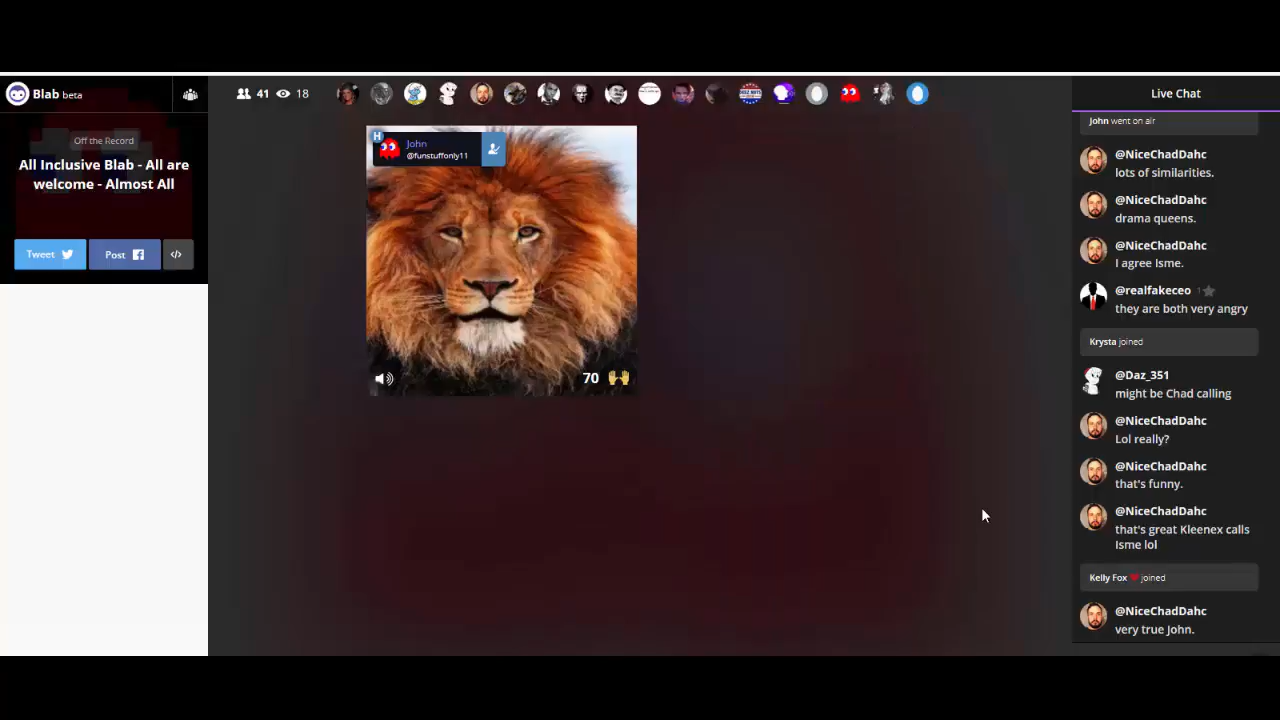 Blab beta
41 18
Off the Record
All Inclusive Blab - All are
welcome - Almost All
Tweet
Post
</>
H
John
@funstuffonly11
70
Live Chat
John went on air
@NiceChadDahc
lots of similarities.
@NiceChadDahc
drama queens.
@NiceChadDahc
I agree Isme.
@realfakeceo 1
they are both very angry
Krysta joined
@Daz_351
might be Chad calling
@NiceChadDahc
Lol really?
@NiceChadDahc
that's funny.
@NiceChadDahc
that's great Kleenex calls
Isme lol
Kelly Fox ❤ joined
@NiceChadDahc
very true John.